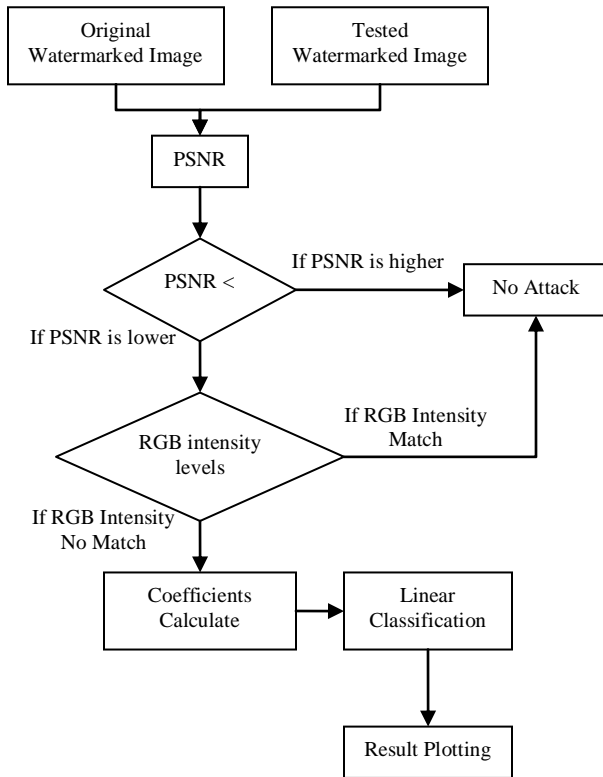 Original
Watermarked Image
Tested
Watermarked Image
PSNR
PSNR <
If PSNR is higher
No Attack
If PSNR is lower
RGB intensity
levels
If RGB Intensity
Match
If RGB Intensity
No Match
Coefficients
Calculate
Linear
Classification
Result Plotting